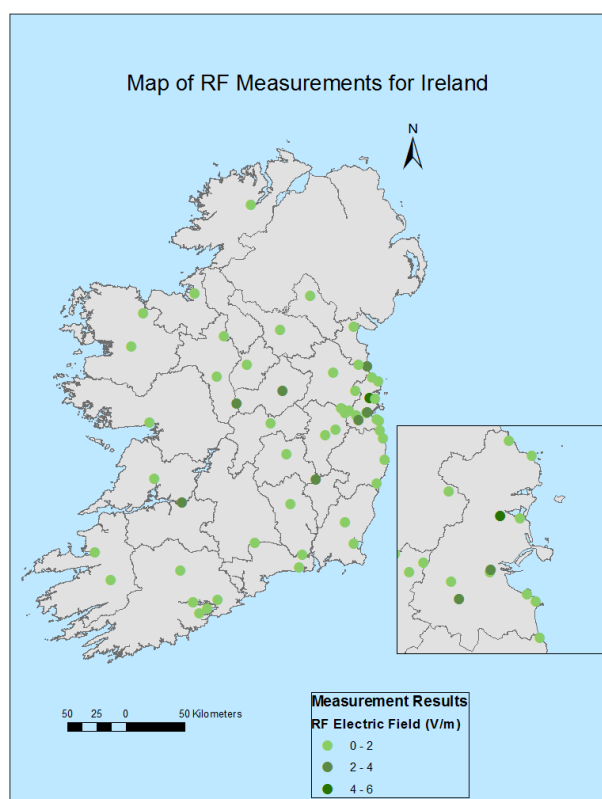 Map of RF Measurements for Ireland
N
50 25 0 50 Kilometers
Measurement Results
RF Electric Field (V/m)
0 - 2
2 - 4
4 - 6